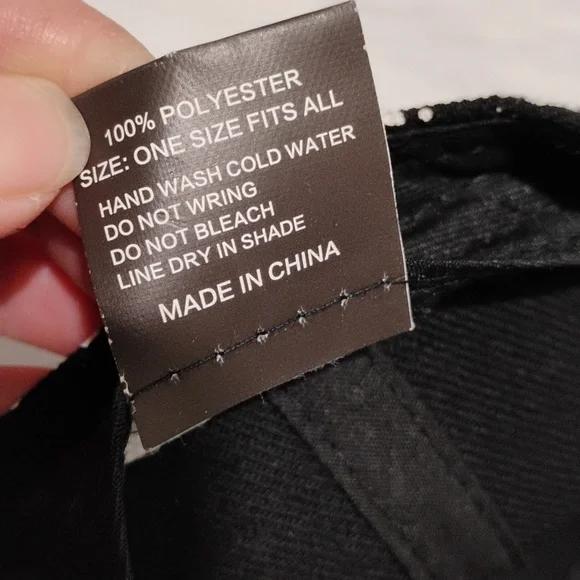 100% POLYESTER
SIZE: ONE SIZE FITS ALL
HAND WASH COLD WATER
DO NOT WRING
DO NOT BLEACH
LINE DRY IN SHADE
MADE IN CHINA